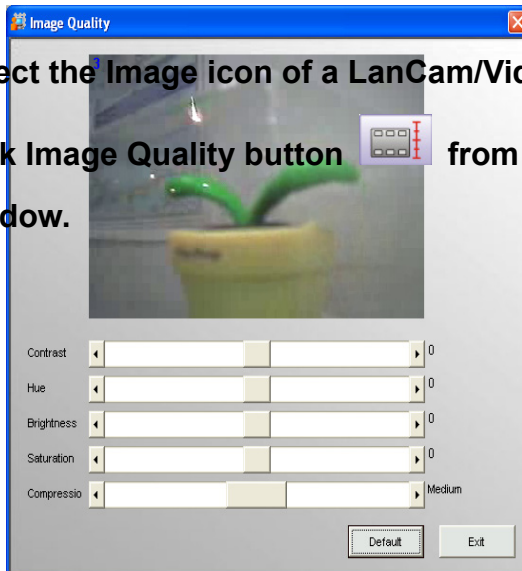 Image Quality
ect the Image icon of a LanCam/Vid
3
k Image Quality button from
dow.
Contrast 0
Hue 0
Brightness 0
Saturation 0
Compressio Medium
Default Exit